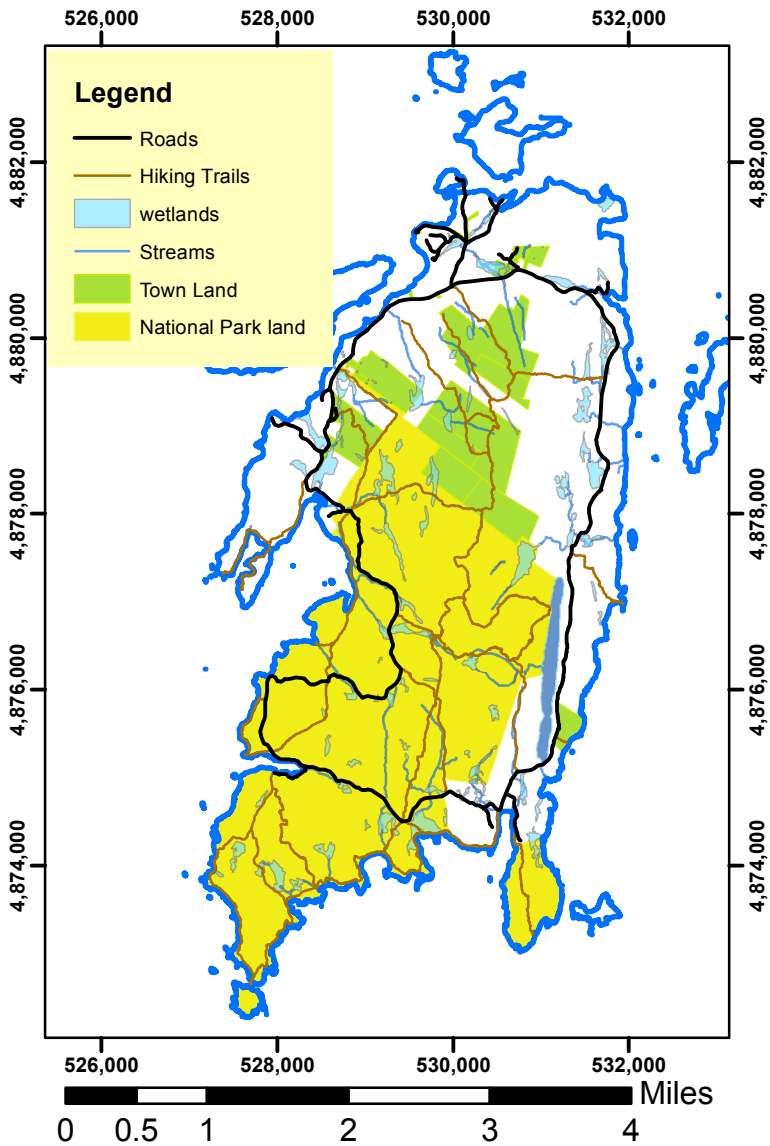 526,000 528,000 530,000 532,000
Legend
Roads
Hiking Trails
wetlands
Streams
Town Land
National Park land
4,882,000 4,882,000
4,880,000 4,880,000
4,878,000 4,878,000
4,876,000 4,876,000
4,874,000 4,874,000
526,000 528,000 530,000 532,000
Miles
0 0.5 1 2 3 4